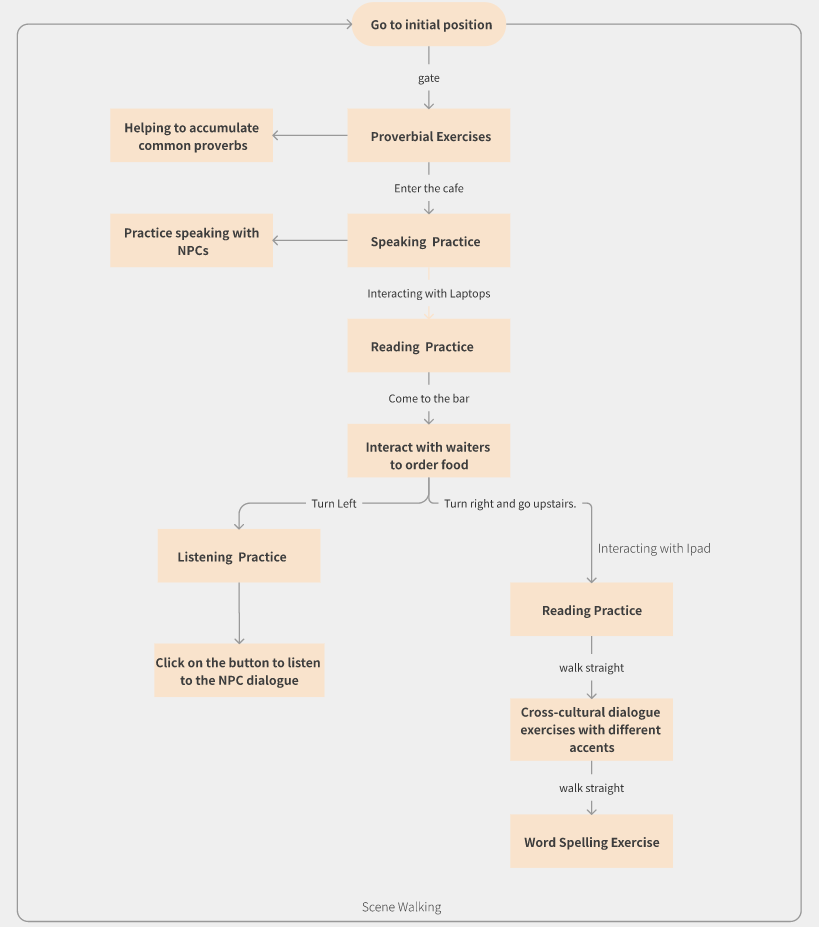 Go to initial position
gate
Helping to accumulate
common proverbs
Proverbial Exercises
Enter the cafe
Practice speaking with
NPCs
Speaking Practice
Interacting with Laptops
Reading Practice
Come to the bar
Interact with waiters
to order food
Turn Left
Turn right and go upstairs.
Listening Practice
Interacting with Ipad
Reading Practice
Click on the button to listen
to the NPC dialogue
walk straight
Cross-cultural dialogue
exercises with different
accents
walk straight
Word Spelling Exercise
Scene Walking